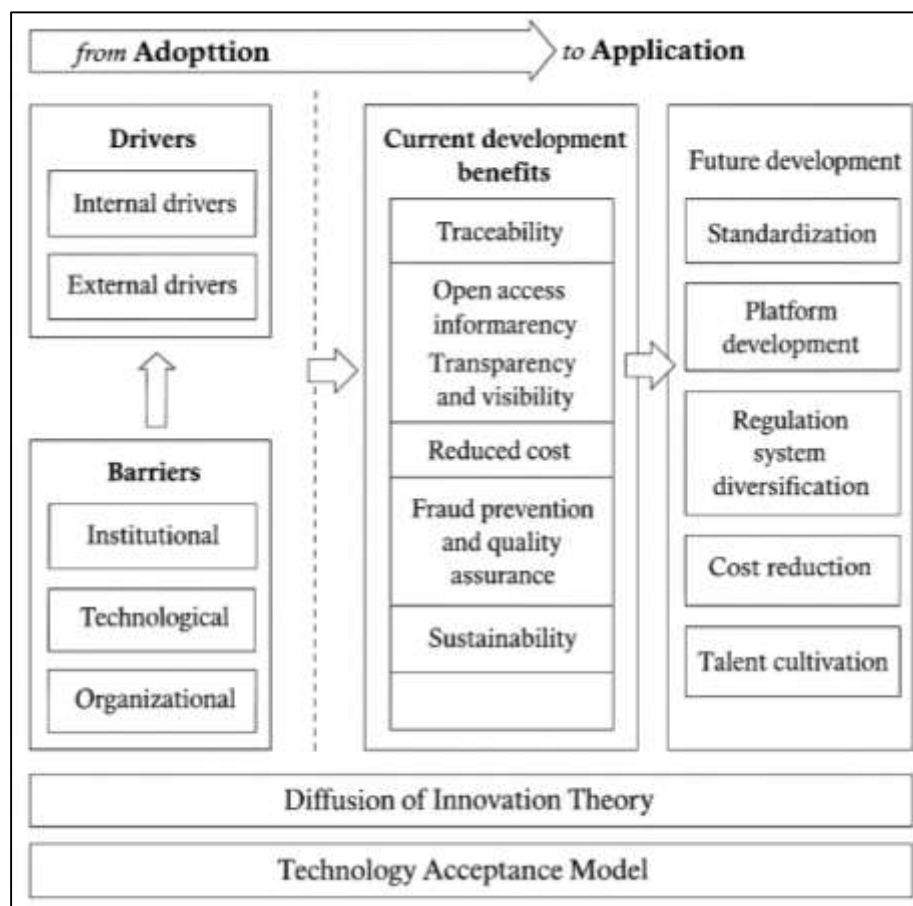 from Adopttion
to Application
Drivers
Internal drivers
External drivers
Barriers
Institutional
Technological
Organizational
Current development
benefits
Traceability
Open access
informarency
Transparency
and visibility
Reduced cost
Fraud prevention
and quality
assurance
Sustainability
Future development
Standardization
Platform
development
Regulation
system
diversification
Cost reduction
Talent cultivation
Diffusion of Innovation Theory
Technology Acceptance Model